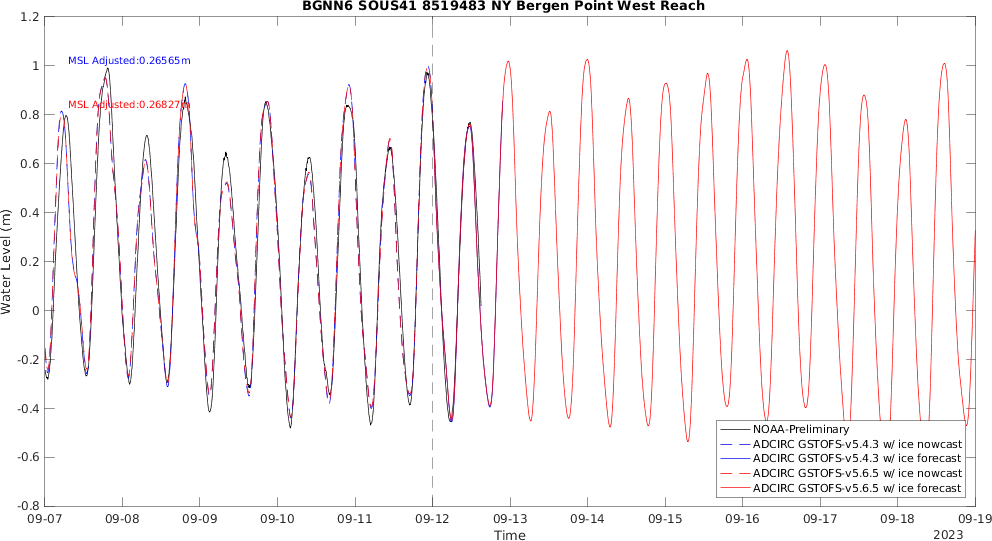 BGNN6 SOUS41 8519483 NY Bergen Point West Reach
1.2
1
0.8
0.6
0.4
0.2
0
-0.2
-0.4
-0.6
-0.8
Water Level (m)
MSL Adjusted:0.26565m
MSL Adjusted:0.26827m
NOAA-Preliminary
ADCIRC GSTOFS-v5.4.3 w/ ice nowcast
ADCIRC GSTOFS-v5.4.3 w/ ice forecast
ADCIRC GSTOFS-v5.6.5 w/ ice nowcast
ADCIRC GSTOFS-v5.6.5 w/ ice forecast
09-07 09-08 09-09 09-10 09-11 09-12 09-13 09-14 09-15 09-16 09-17 09-18 09-19
Time
2023